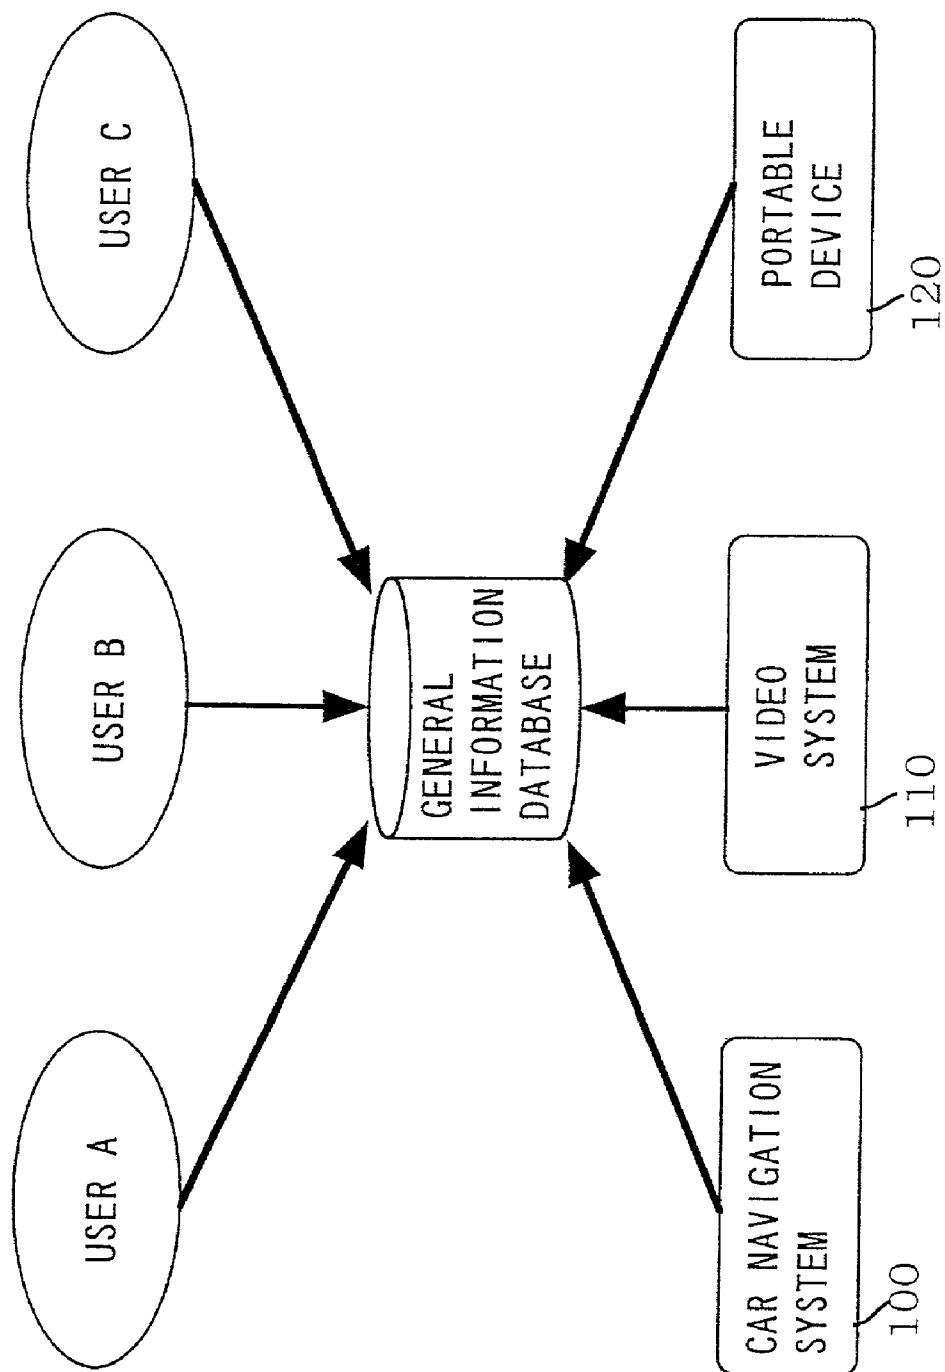 USER A
USER B
USER C
GENERAL
INFORMATION
DATABASE
CAR NAVIGATION
SYSTEM
100
VIDEO
SYSTEM
110
PORTABLE
DEVICE
120